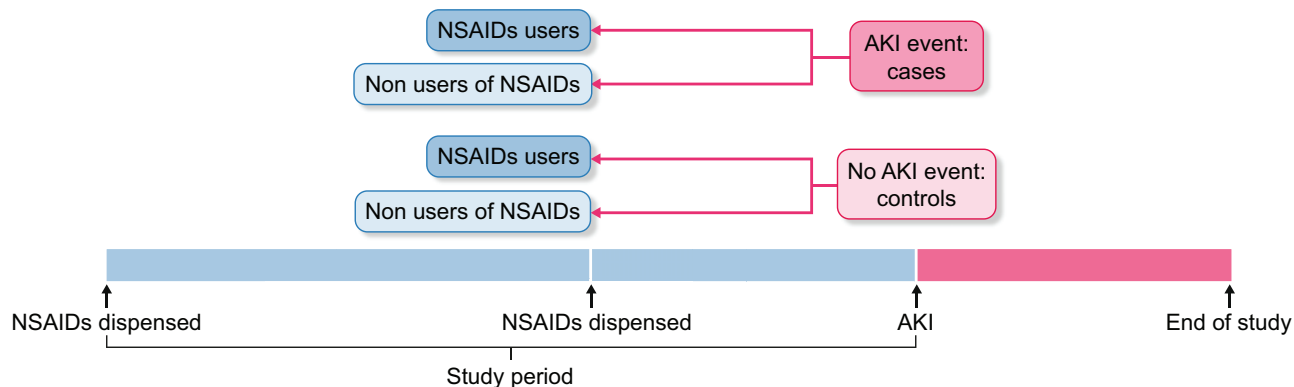 NSAIDs users
Non users of NSAIDs
AKI event:
cases
NSAIDs users
Non users of NSAIDs
No AKI event:
controls
NSAIDs dispensed
NSAIDs dispensed
AKI
End of study
Study period